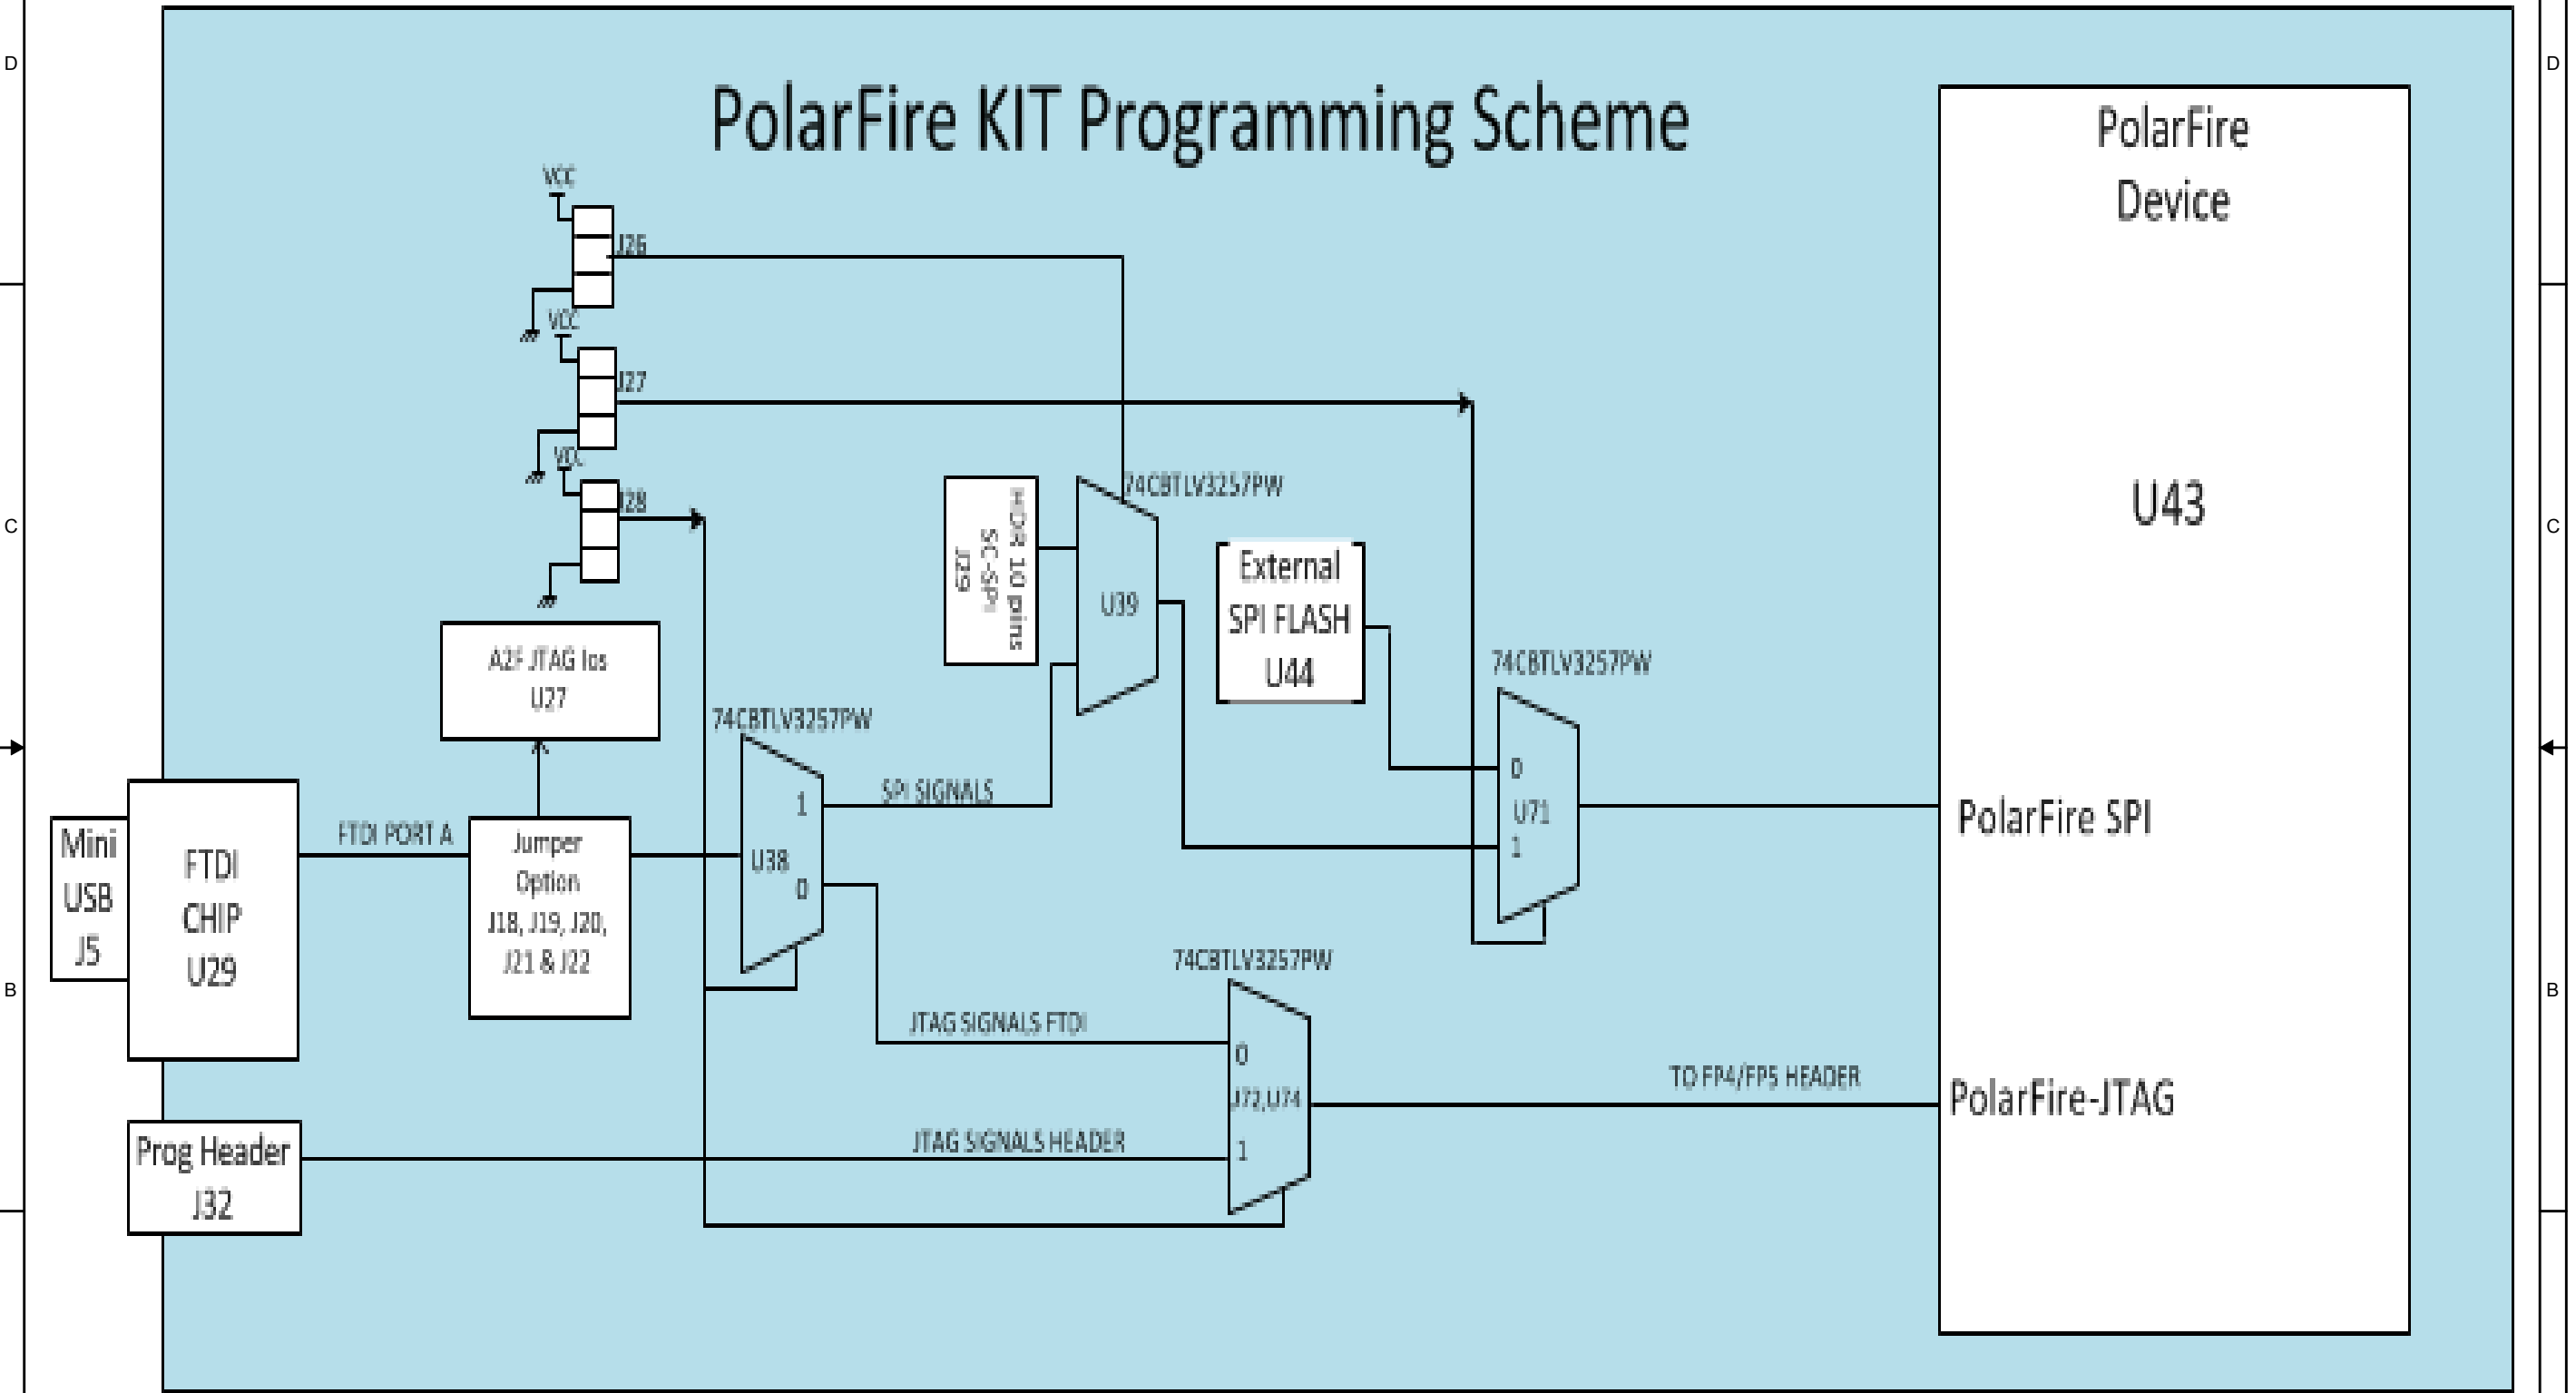 D
D
PolarFire KIT Programming Scheme
PolarFire
Device
VCC
J26
VCC
J27
VCC
J28
C
C
U43
74CBTLV3257PW
HDR 10 pins
SC-SPI
J29
U39
External
SPI FLASH
U44
A2F JTAG Ios
U27
74CBTLV3257PW
74CBTLV3257PW
1
SPI SIGNALS
U38
0
0
U71
1
PolarFire SPI
Mini
USB
J5
FTDI
CHIP
U29
FTDI PORT A
Jumper
Option
J18, J19, J20,
J21 & J22
B
B
74CBTLV3257PW
JTAG SIGNALS FTDI
0
J72,U74
1
TO FP4/FP5 HEADER
PolarFire-JTAG
JTAG SIGNALS HEADER
Prog Header
J32